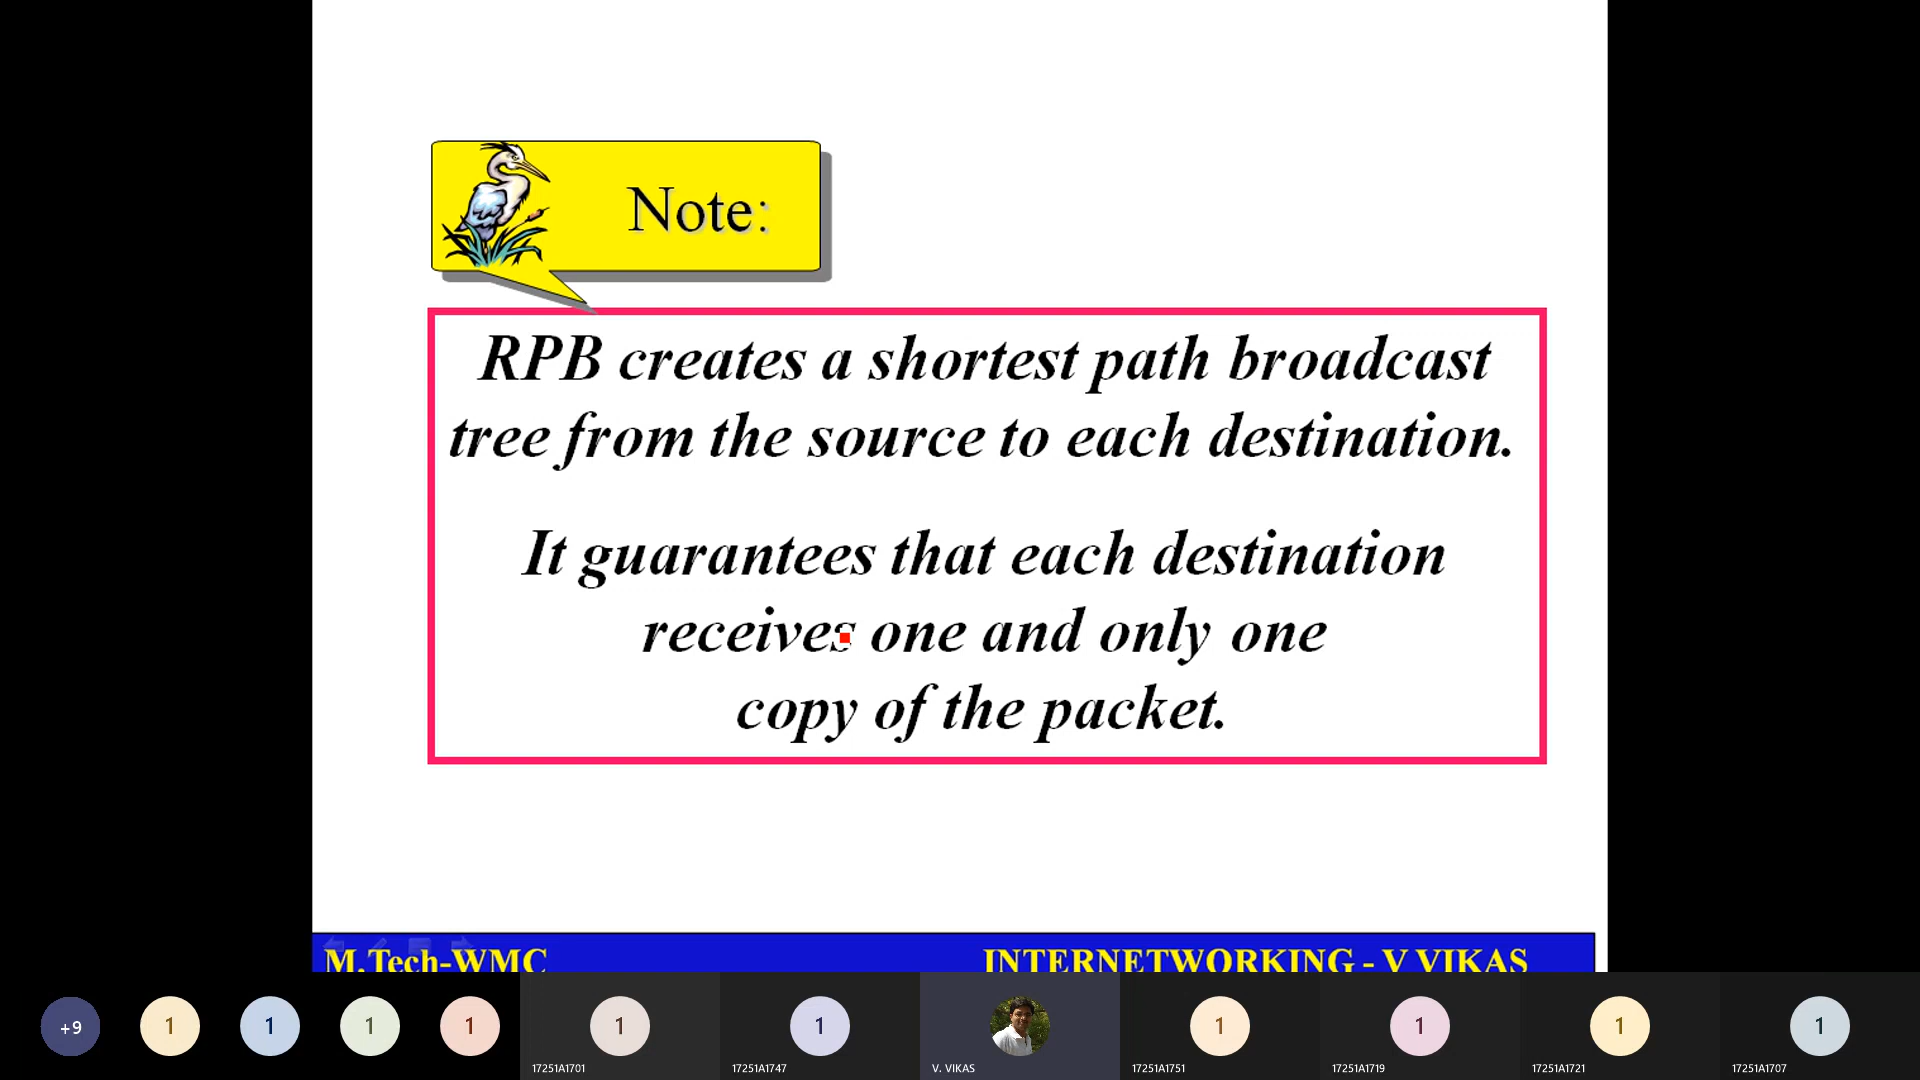 Note:
RPB creates a shortest path broadcast
tree from the source to each destination.
It guarantees that each destination
receives one and only one
copy of the packet.
M.Tech-WMC INTERNETWORKING - V VIKAS
+9 1 1 1 1 1 1 1 1 1 1
17251A1701 17251A1747 V. VIKAS 17251A1751 17251A1719 17251A1721 17251A1707